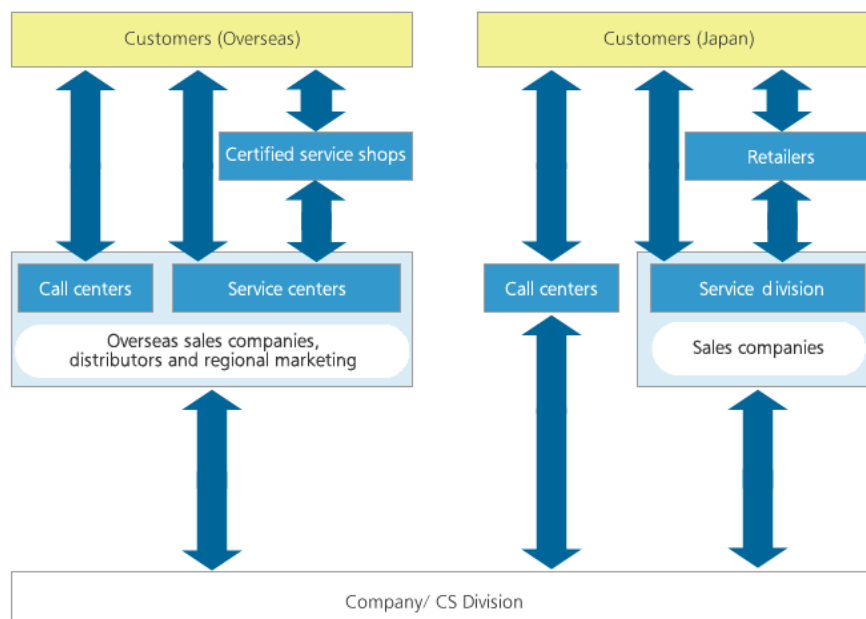 Customers (Overseas)
Customers (Japan)
Certified service shops
Retailers
Call centers
Service centers
Call centers
Service division
Overseas sales companies,
distributors and regional marketing
Sales companies
Company/ CS Division